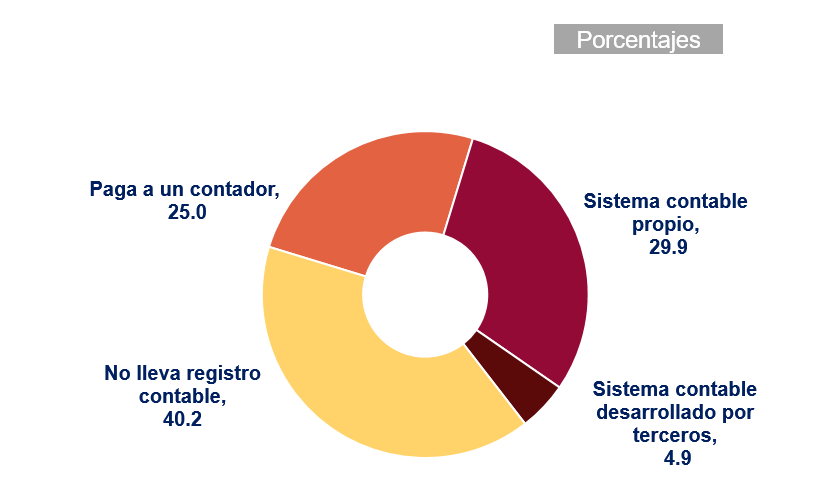 Porcentajes
Paga a un contador,
25.0
Sistema contable
propio,
29.9
No lleva registro
contable,
40.2
Sistema contable
desarrollado por
terceros,
4.9